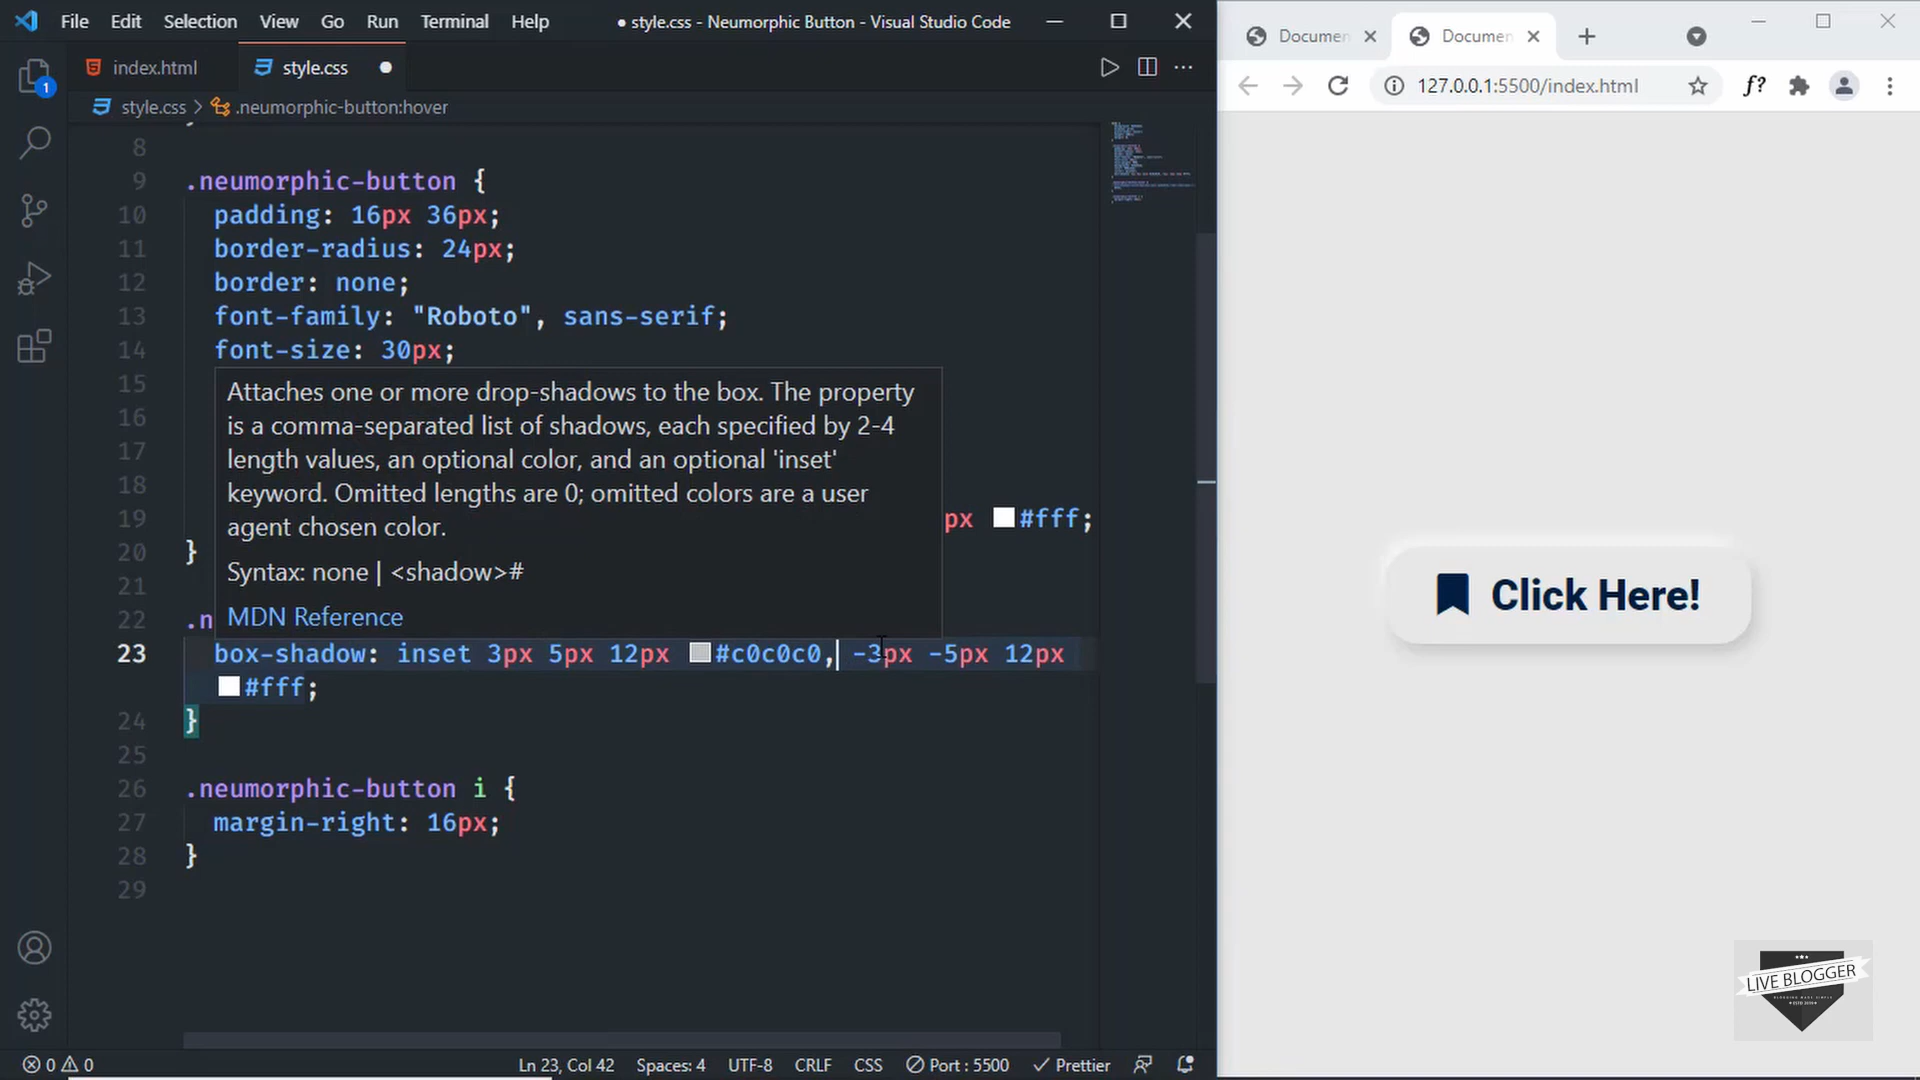 File Edit Selection View Go Run Terminal Help ● style.css - Neumorphic Button - Visual Studio Code
index.html style.css
style.css > .neumorphic-button:hover
1
8
9 .neumorphic-button {
10 padding: 16px 36px;
11 border-radius: 24px;
12 border: none;
13 font-family: "Roboto", sans-serif;
14 font-size: 30px;
15
16
17
18
19 px #fff;
20 }
21
22 .n
23 box-shadow: inset 3px 5px 12px #c0c0c0, -3px -5px 12px
#fff;
24 }
25
26 .neumorphic-button i {
27 margin-right: 16px;
28 }
29
Attaches one or more drop-shadows to the box. The property
is a comma-separated list of shadows, each specified by 2-4
length values, an optional color, and an optional 'inset'
keyword. Omitted lengths are 0; omitted colors are a user
agent chosen color.
Syntax: none | <shadow>#
MDN Reference
0 0 Ln 23, Col 42 Spaces: 4 UTF-8 CRLF CSS Port : 5500 Prettier
Documen Documen
127.0.0.1:5500/index.html f?
Click Here!
LIVE BLOGGER